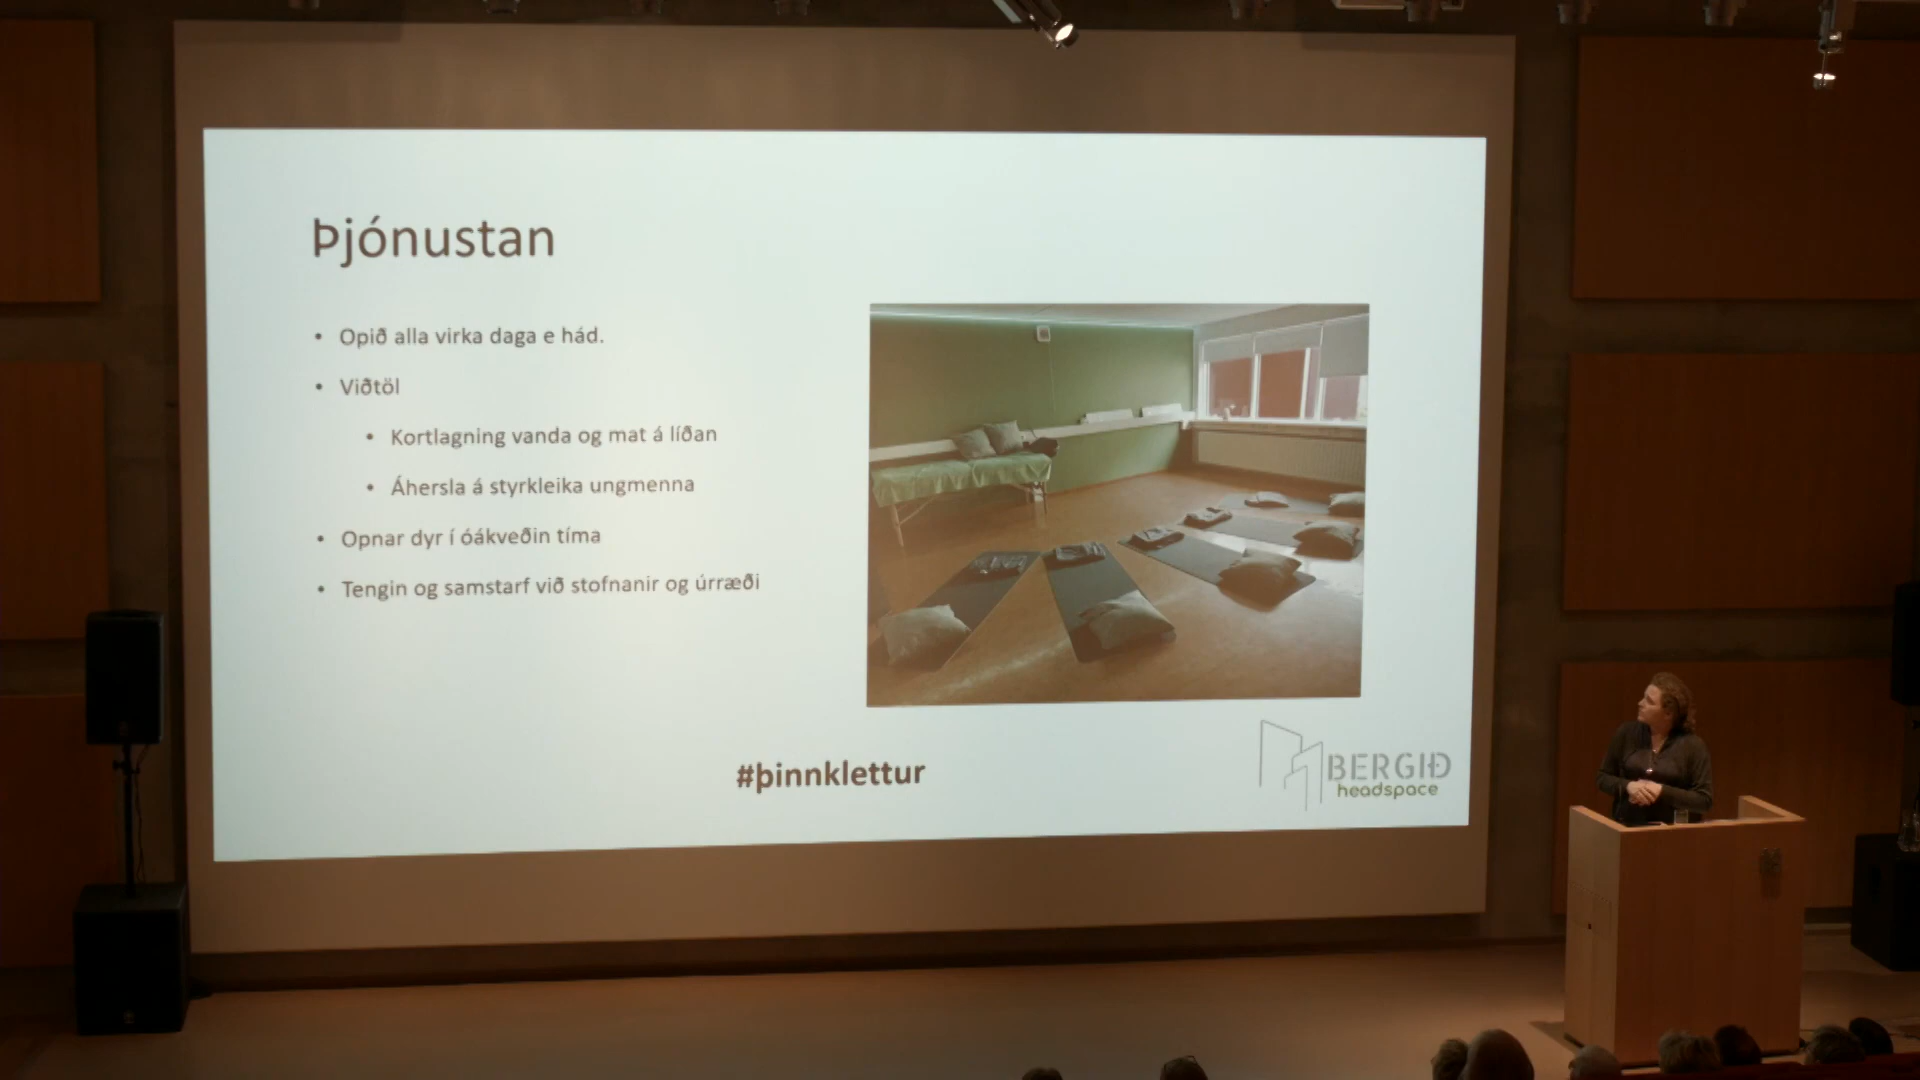 Þjónustan
• Opið alla virka daga e hád.
• Viðtöl
• Kortlagning vanda og mat á líðan
• Áhersla á styrkleika ungmenna
• Opnar dyr í óákveðin tíma
• Tengin og samstarf við stofnanir og úrræði
#þinnklettur
BERGIÐ
headspace